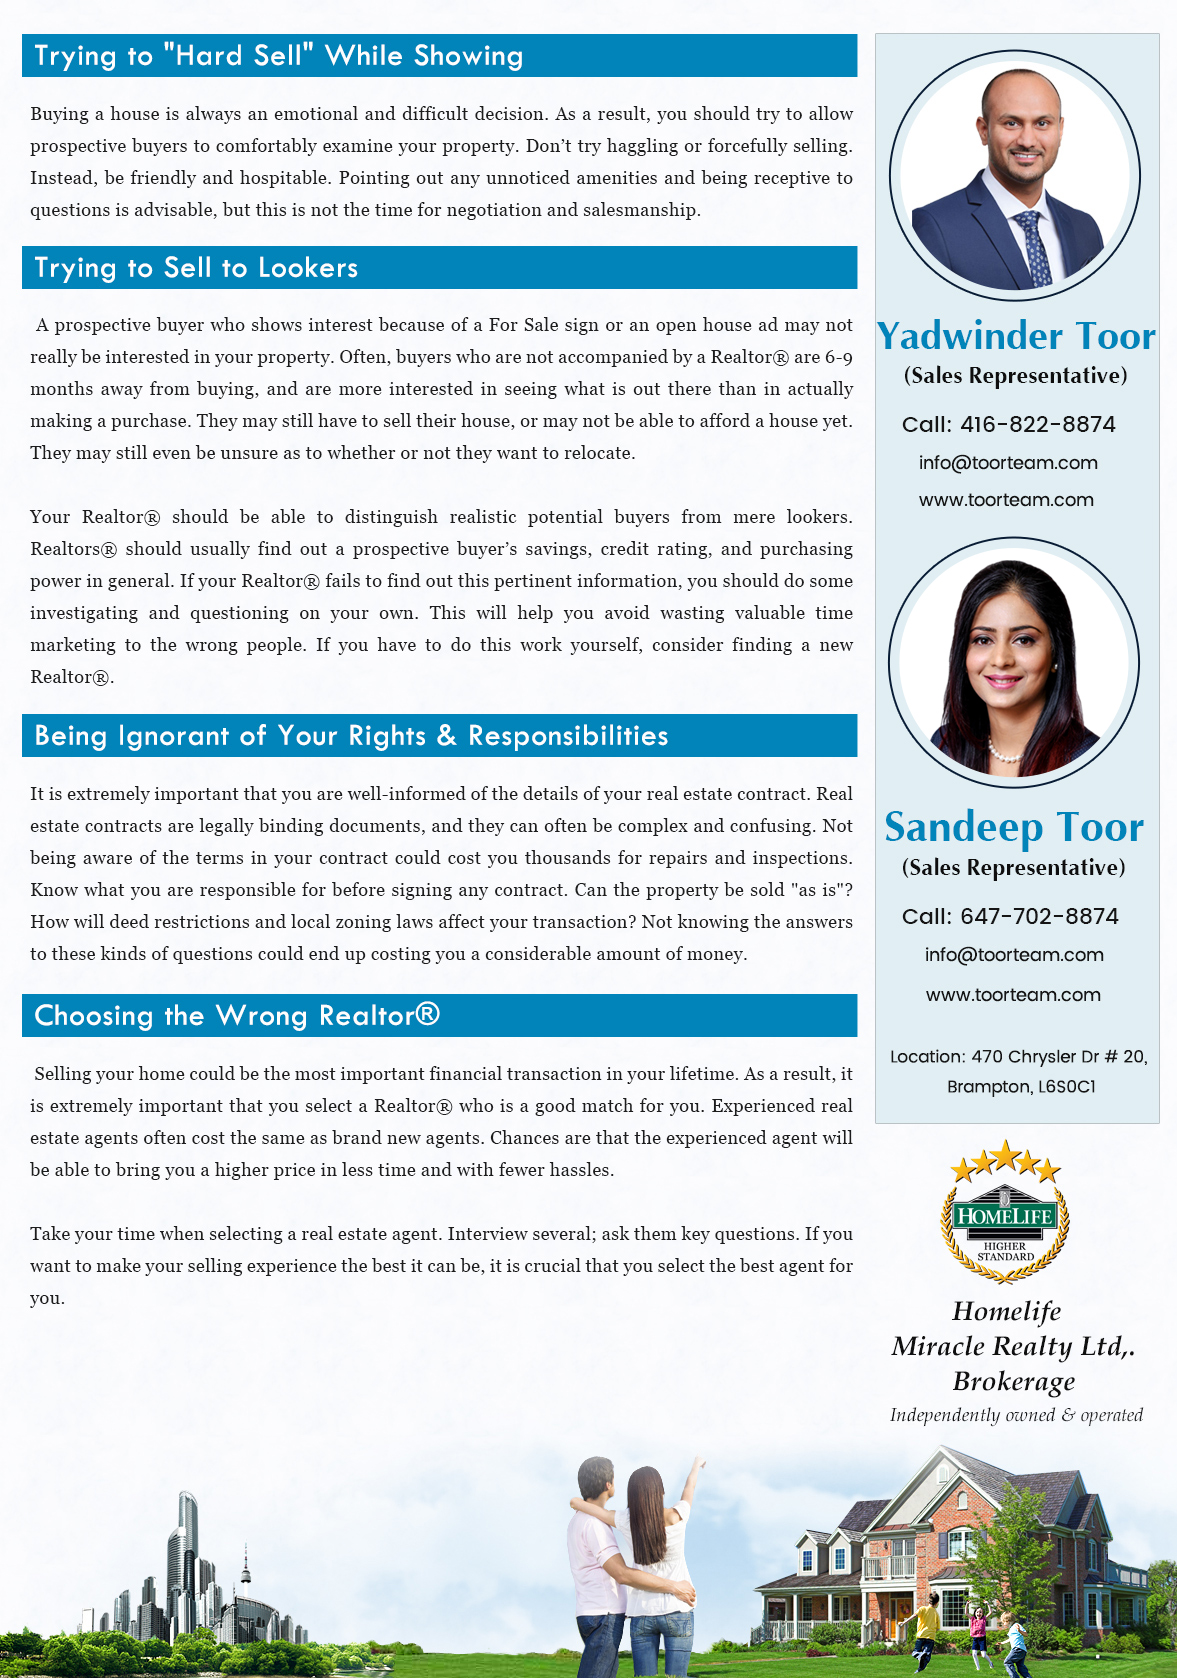 Trying to "Hard Sell" While Showing
Buying a house is always an emotional and difficult decision. As a result, you should try to allow
prospective buyers to comfortably examine your property. Don’t try haggling or forcefully selling.
Instead, be friendly and hospitable. Pointing out any unnoticed amenities and being receptive to
questions is advisable, but this is not the time for negotiation and salesmanship.
Trying to Sell to Lookers
A prospective buyer who shows interest because of a For Sale sign or an open house ad may not
really be interested in your property. Often, buyers who are not accompanied by a Realtor® are 6-9
months away from buying, and are more interested in seeing what is out there than in actually
making a purchase. They may still have to sell their house, or may not be able to afford a house yet.
They may still even be unsure as to whether or not they want to relocate.
Your Realtor® should be able to distinguish realistic potential buyers from mere lookers.
Realtors® should usually find out a prospective buyer’s savings, credit rating, and purchasing
power in general. If your Realtor® fails to find out this pertinent information, you should do some
investigating and questioning on your own. This will help you avoid wasting valuable time
marketing to the wrong people. If you have to do this work yourself, consider finding a new
Realtor®.
Being Ignorant of Your Rights & Responsibilities
It is extremely important that you are well-informed of the details of your real estate contract. Real
estate contracts are legally binding documents, and they can often be complex and confusing. Not
being aware of the terms in your contract could cost you thousands for repairs and inspections.
Know what you are responsible for before signing any contract. Can the property be sold "as is"?
How will deed restrictions and local zoning laws affect your transaction? Not knowing the answers
to these kinds of questions could end up costing you a considerable amount of money.
Choosing the Wrong Realtor®
Selling your home could be the most important financial transaction in your lifetime. As a result, it
is extremely important that you select a Realtor® who is a good match for you. Experienced real
estate agents often cost the same as brand new agents. Chances are that the experienced agent will
be able to bring you a higher price in less time and with fewer hassles.
Take your time when selecting a real estate agent. Interview several; ask them key questions. If you
want to make your selling experience the best it can be, it is crucial that you select the best agent for
you.
Yadwinder Toor
(Sales Representative)
Call: 416-822-8874
info@toorteam.com
www.toorteam.com
Sandeep Toor
(Sales Representative)
Call: 647-702-8874
info@toorteam.com
www.toorteam.com
Location: 470 Chrysler Dr # 20,
Brampton, L6S0C1
HOMELIFE
HIGHER
STANDARD
Homelife
Miracle Realty Ltd,.
Brokerage
Independently owned & operated